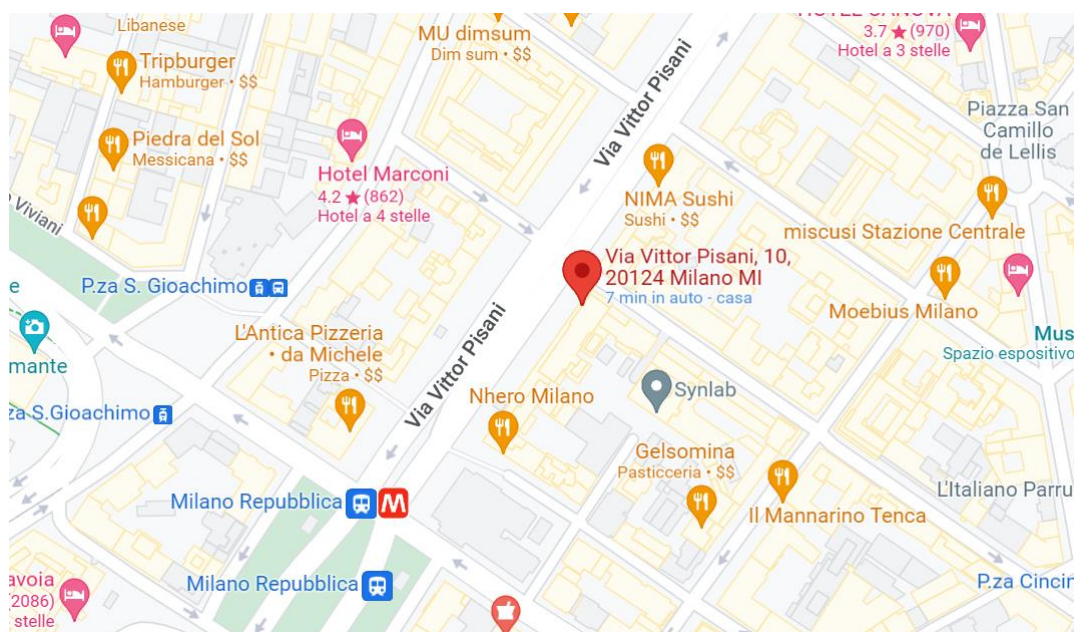 Libanese
Tripburger
Hamburger • $$
Piedra del Sol
Messicana • $$
Viviani
MU dimsum
Dim sum • $$
Hotel Marconi
4.2 ★ (862)
Hotel a 4 stelle
Via Vittor Pisani
3.7 ★ (970)
Hotel a 3 stelle
Piazza San
Camillo
de Lellis
NIMA Sushi
Sushi • $$
miscusi Stazione Centrale
Via Vittor Pisani, 10,
20124 Milano MI
7 min in auto - casa
Moebius Milano
Mus
Spazio espositivo
P.za S. Gioachimo
mante
L'Antica Pizzeria
• da Michele
Pizza • $$
Via Vittor Pisani
za S.Gioachimo
Nhero Milano
Synlab
Gelsomina
Pasticceria • $$
Il Mannarino Tenca
L'Italiano Parru
Milano Repubblica
M
Milano Repubblica
P.za Cincin
avoia
(2086)
stelle